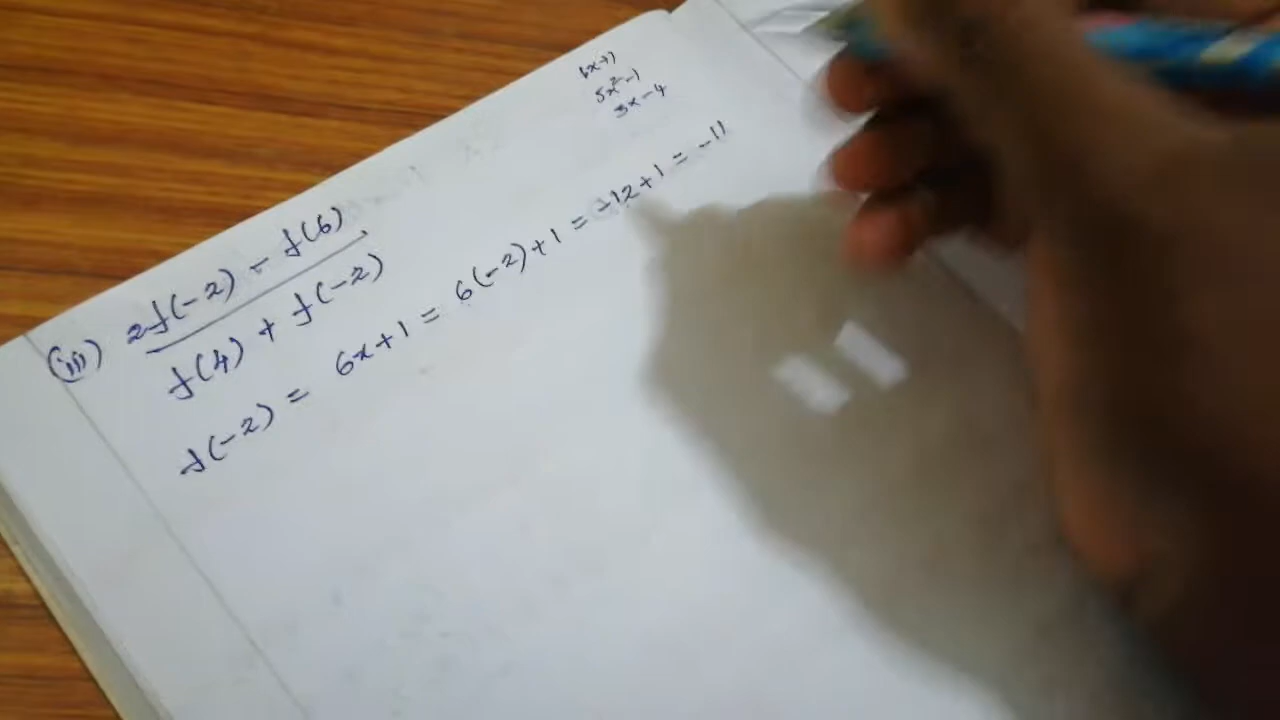 6x+1
5x²-1
3x-4
(iii) 2f(-2) - f(6)
f(4) + f(-2)
f(-2) = 6x+1 = 6(-2)+1 = -12+1 = -11